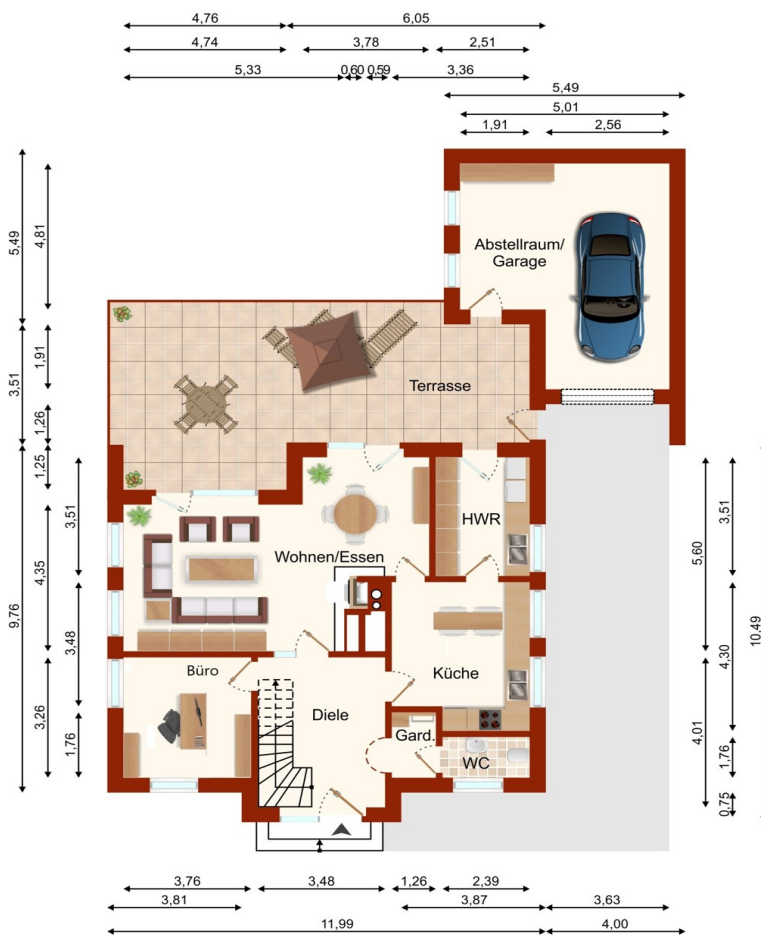 4,76 6,05
4,74 3,78 2,51
5,33 0,60 0,59 3,36
5,49
5,01
1,91 2,56
5,49
4,81
Abstellraum/
Garage
3,51
1,91
1,26
Terrasse
1,25
9,76
3,51
4,35
3,48
3,26
1,76
HWR
Wohnen/Essen
Büro
Küche
Diele
Gard.
WC
5,60
3,51
10,49
4,30
4,01
1,76
0,75
3,76 3,48 1,26 2,39
3,81 3,87 3,63
11,99 4,00